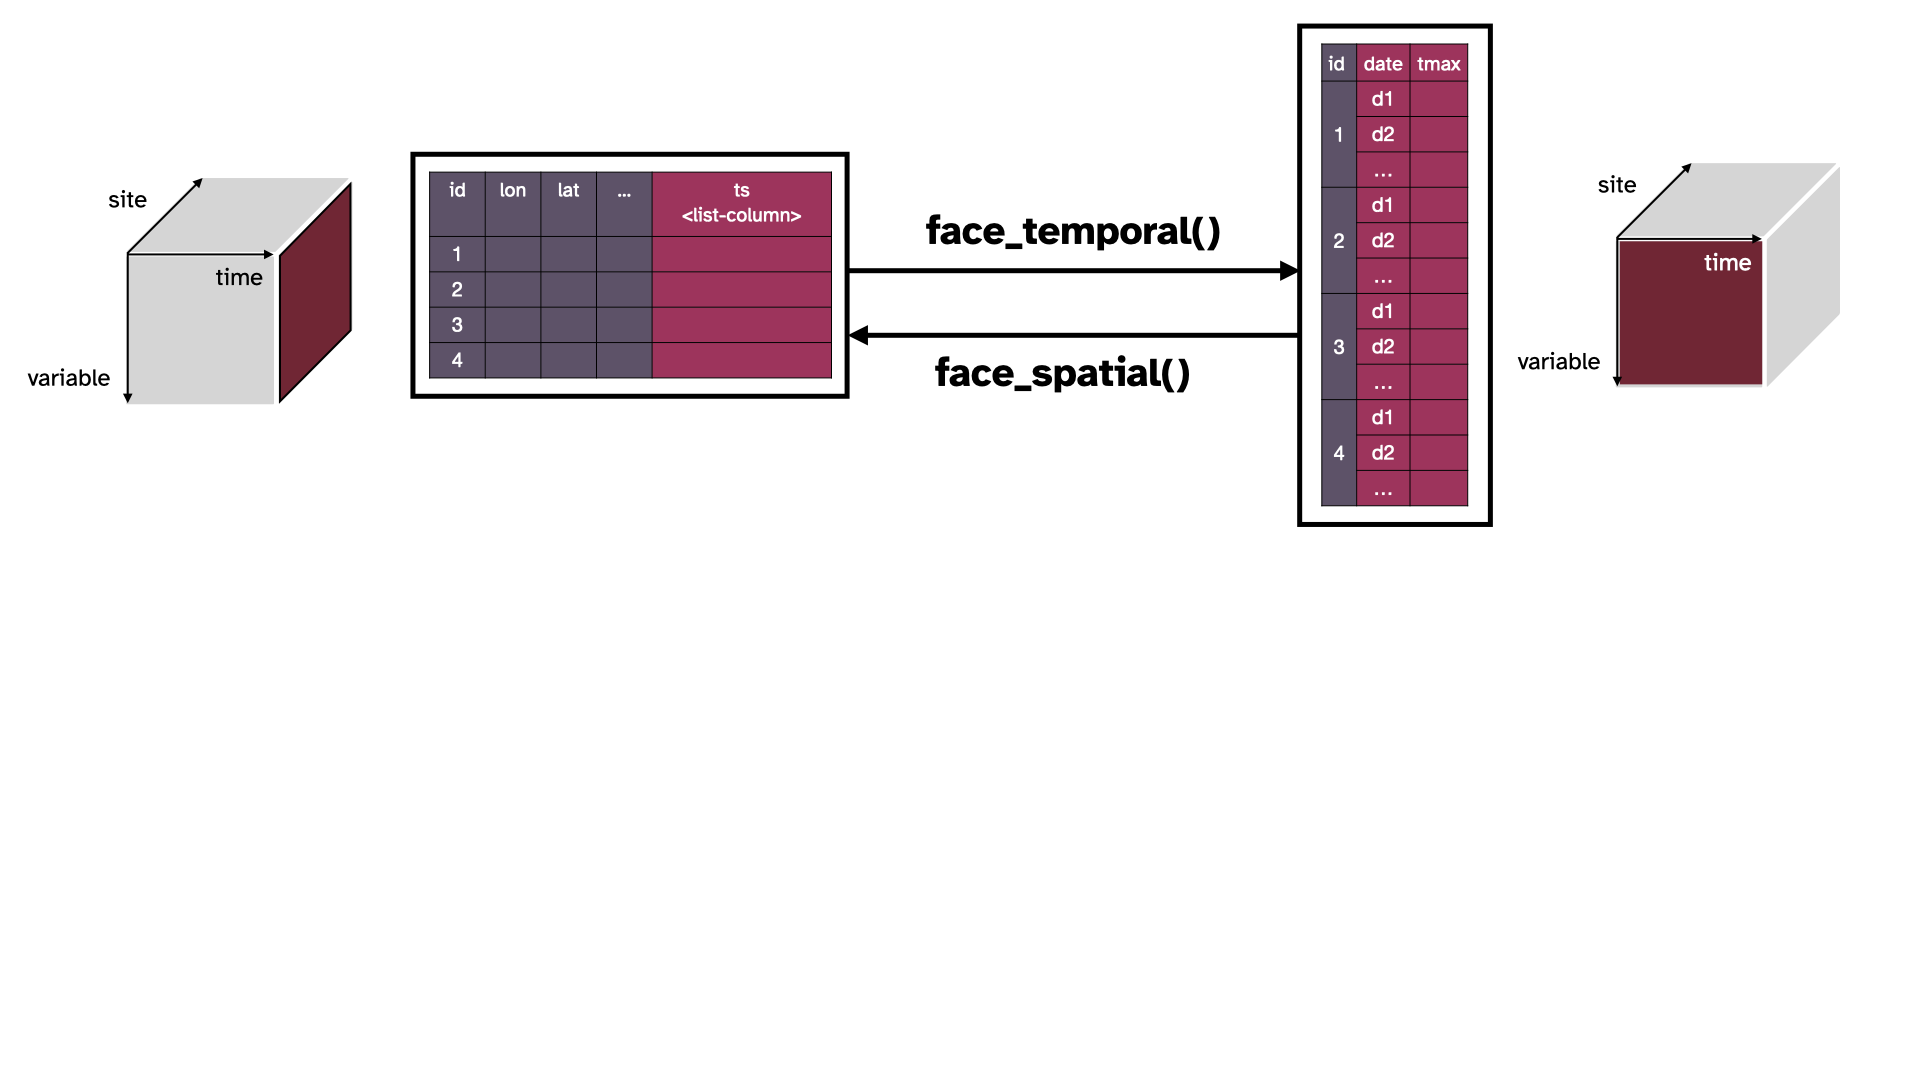 site
time
variable
id lon lat ... ts
<list-column>
1
2
3
4
face_temporal()
face_spatial()
id date tmax
d1
1 d2
...
d1
2 d2
...
d1
3 d2
...
d1
4 d2
...
site
time
variable